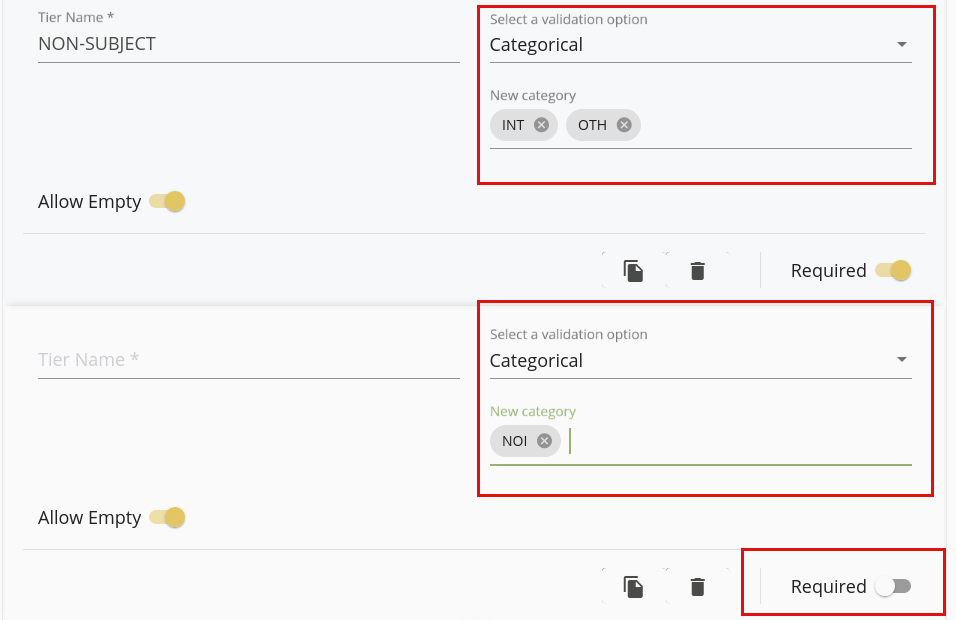 Tier Name *
NON-SUBJECT
Select a validation option
Categorical
New category
INT OTH
Allow Empty
Required
Tier Name *
Select a validation option
Categorical
New category
NOI
Allow Empty
Required